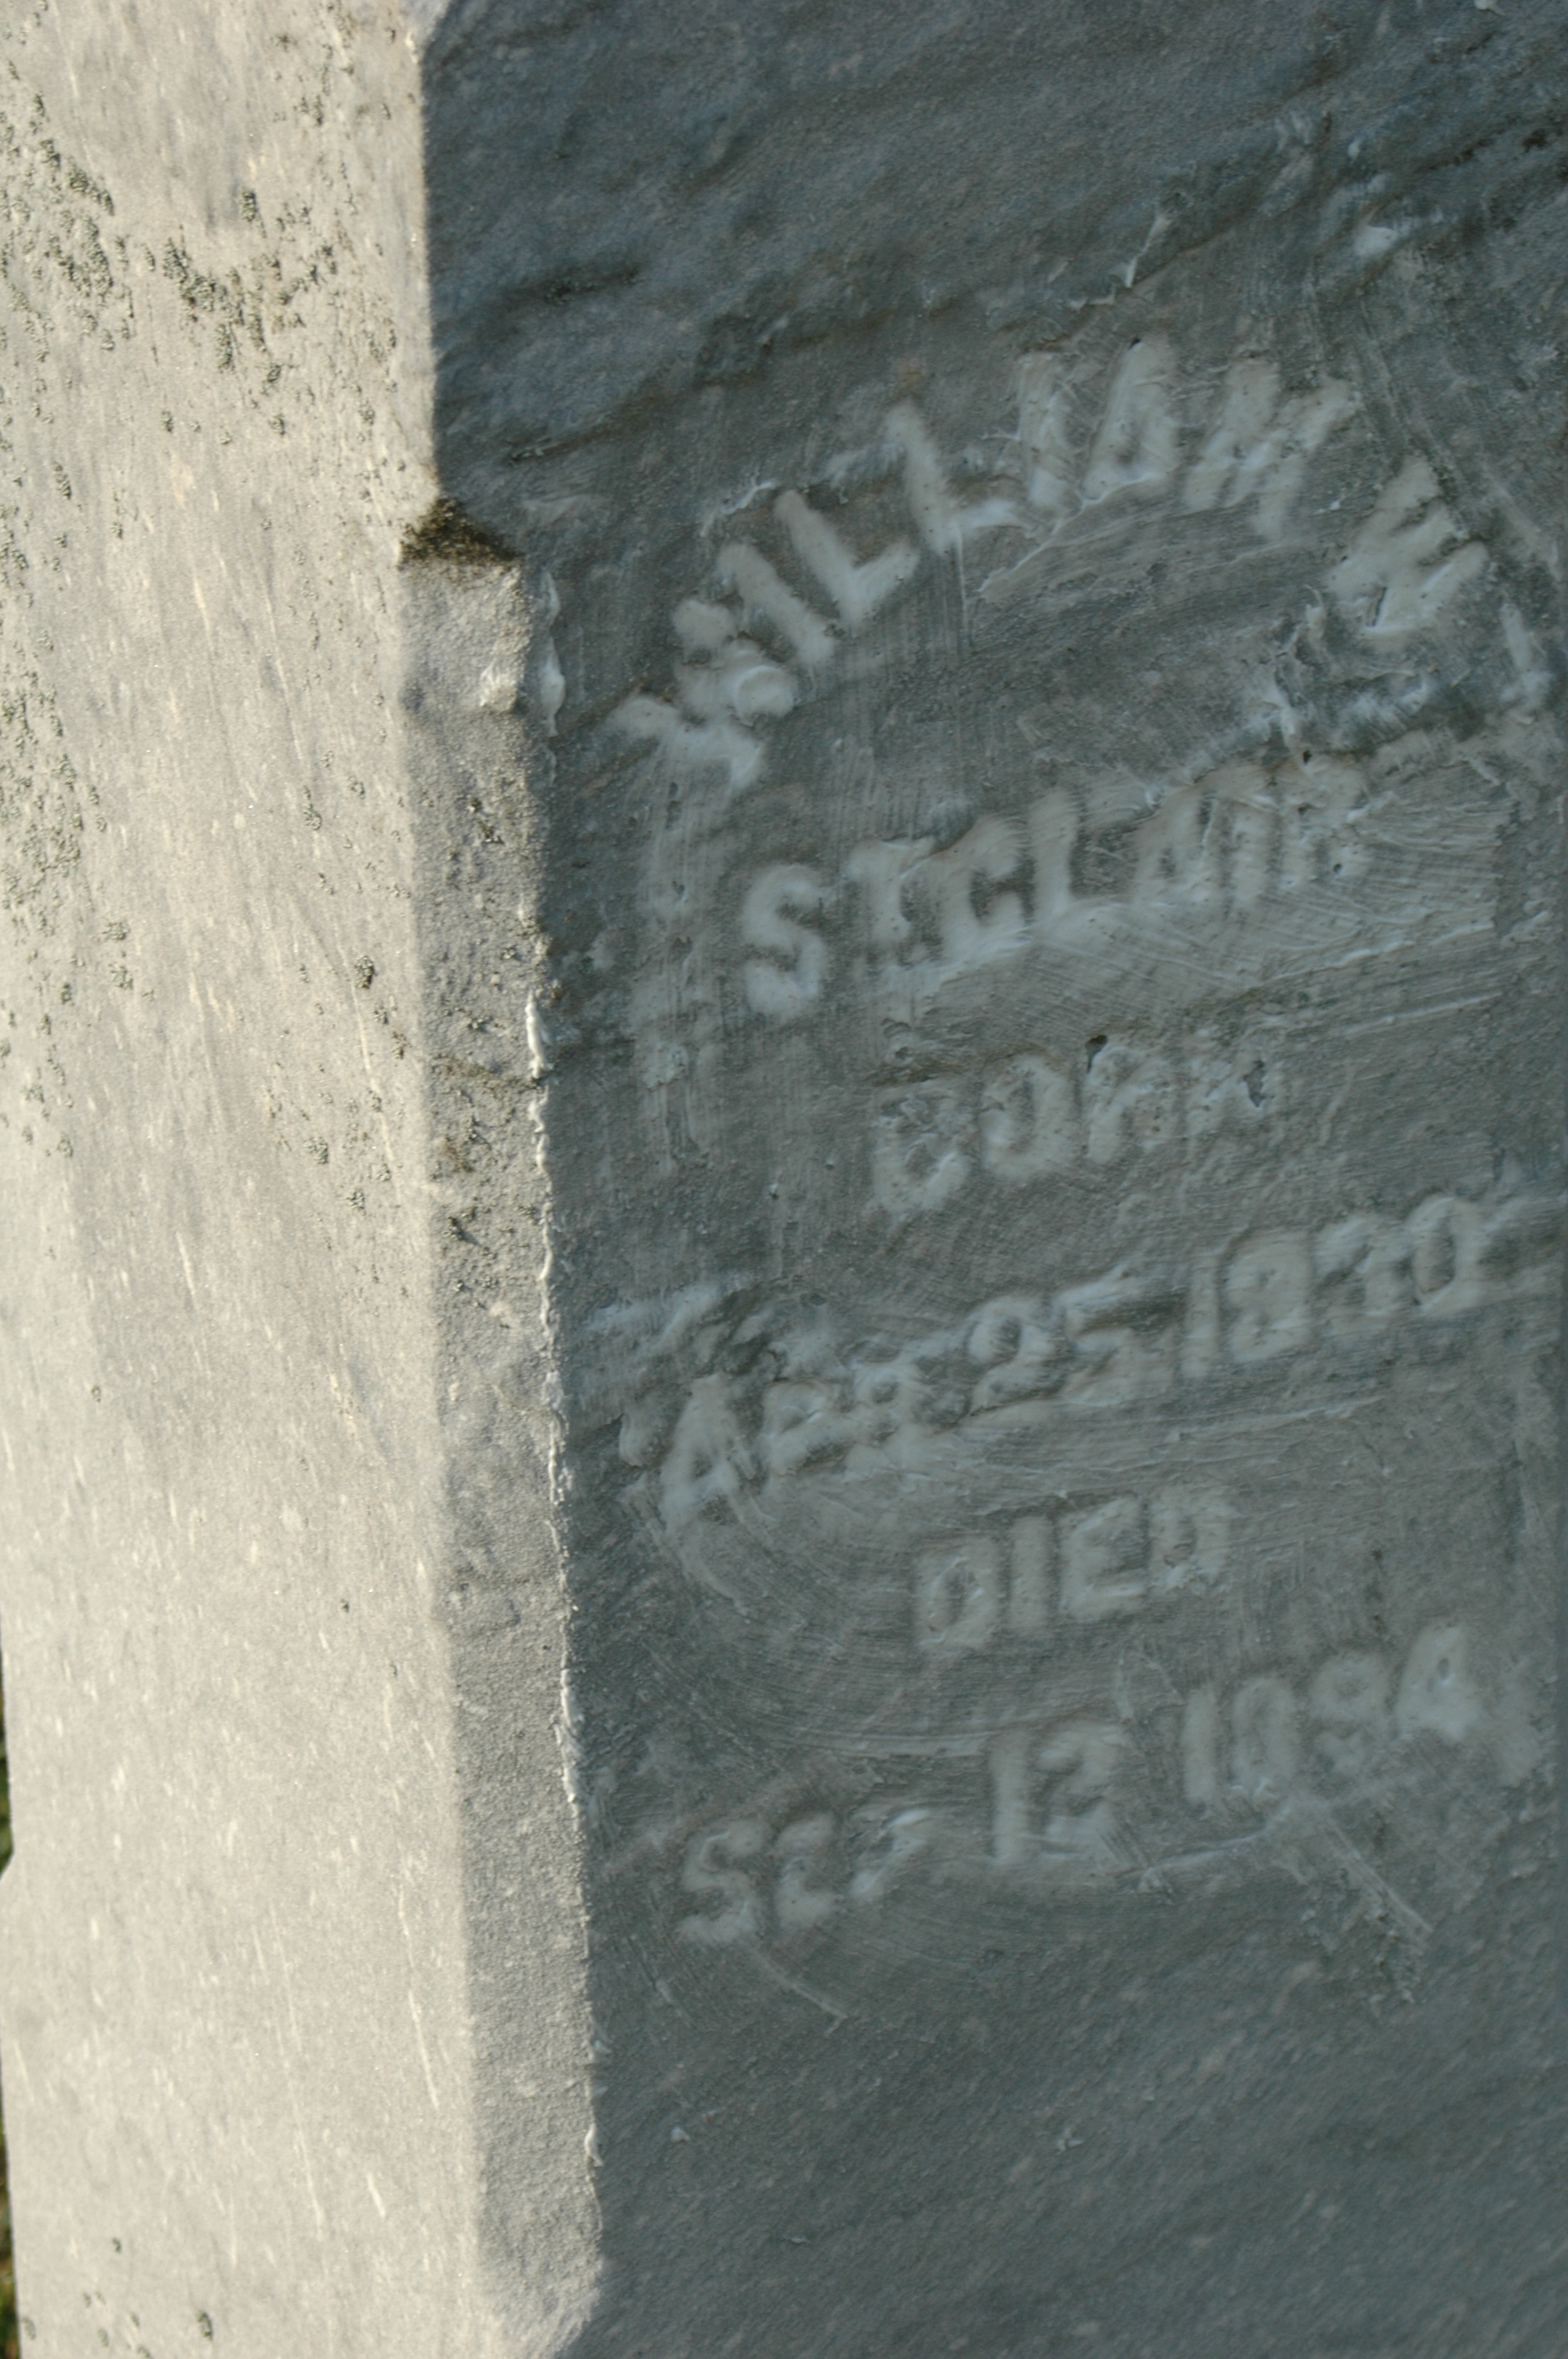 WILLIAM H.
ST.CLAIR
BORN
APR.25,1830
DIED
SEP 12 1894